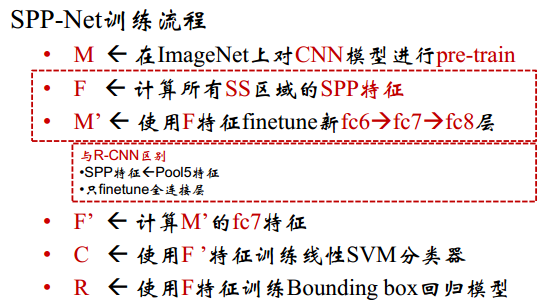 SPP-Net训练流程
• M ← 在ImageNet上对CNN模型进行pre-train
• F ← 计算所有SS区域的SPP特征
• M’ ← 使用F特征finetune新fc6→fc7→fc8层
与R-CNN区别
•SPP特征←Pool5特征
•只finetune全连接层
• F’ ← 计算M’的fc7特征
• C ← 使用F ’特征训练线性SVM分类器
• R ← 使用F特征训练Bounding box回归模型